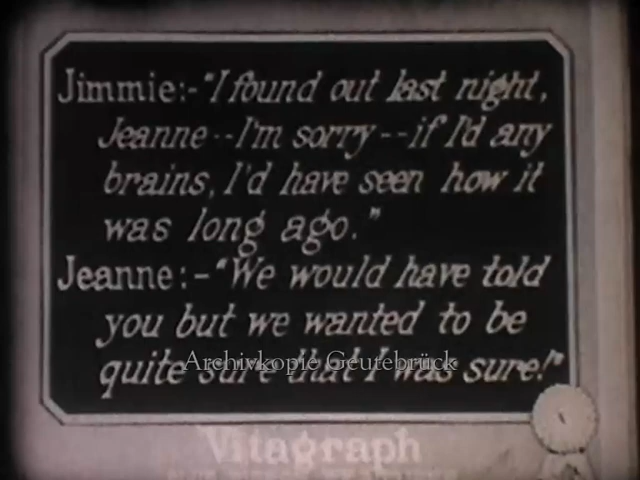 Jimmie:- "I found out last night,
Jeanne -- I'm sorry -- if I'd any
brains, I'd have seen how it
was long ago."
Jeanne:- "We would have told
you but we wanted to be
quite sure that I was sure!"
Archivkopie Geutebrück
Vitagraph